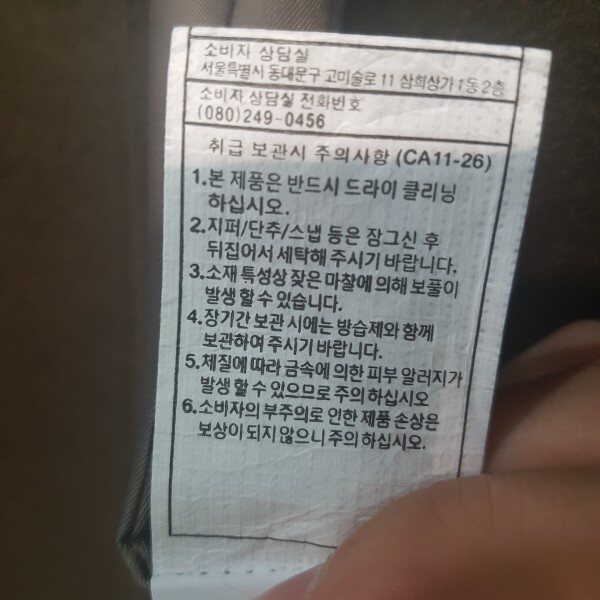 소비자 상담실
서울특별시 동대문구 고미술로 11 삼희상가 1동 2층
소비자 상담실 전화번호
(080)249-0456
취급 보관시 주의사항 (CA11-26)
1.본 제품은 반드시 드라이 클리닝
하십시오.
2.지퍼/단추/스냅 등은 잠그신 후
뒤집어서 세탁해 주시기 바랍니다.
3.소재 특성상 잦은 마찰에 의해 보풀이
발생 할 수 있습니다.
4.장기간 보관 시에는 방습제와 함께
보관하여 주시기 바랍니다.
5.체질에 따라 금속에 의한 피부 알러지가
발생 할 수 있으므로 주의 하십시오
6.소비자의 부주의로 인한 제품 손상은
보상이 되지 않으니 주의 하십시오.